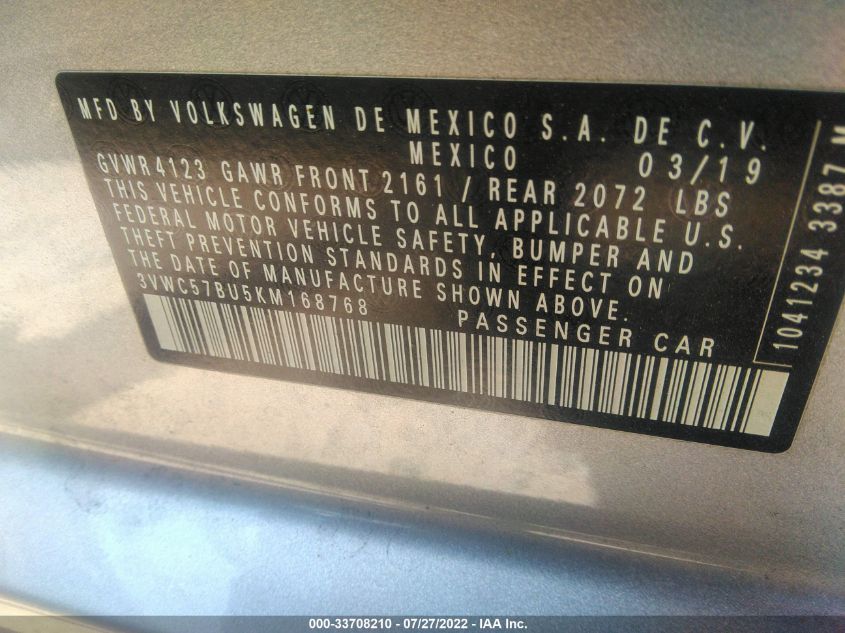 MFD BY VOLKSWAGEN DE MEXICO S.A. DE C.V.
MEXICO 03/19
GVWR4123 GAWR FRONT 2161 / REAR 2072 LBS
THIS VEHICLE CONFORMS TO ALL APPLICABLE U.S.
FEDERAL MOTOR VEHICLE SAFETY, BUMPER AND
THEFT PREVENTION STANDARDS IN EFFECT ON
THE DATE OF MANUFACTURE SHOWN ABOVE.
3VWC57BU5KM168768 PASSENGER CAR
1041234 3387 M
000-33708210 - 07/27/2022 - IAA Inc.